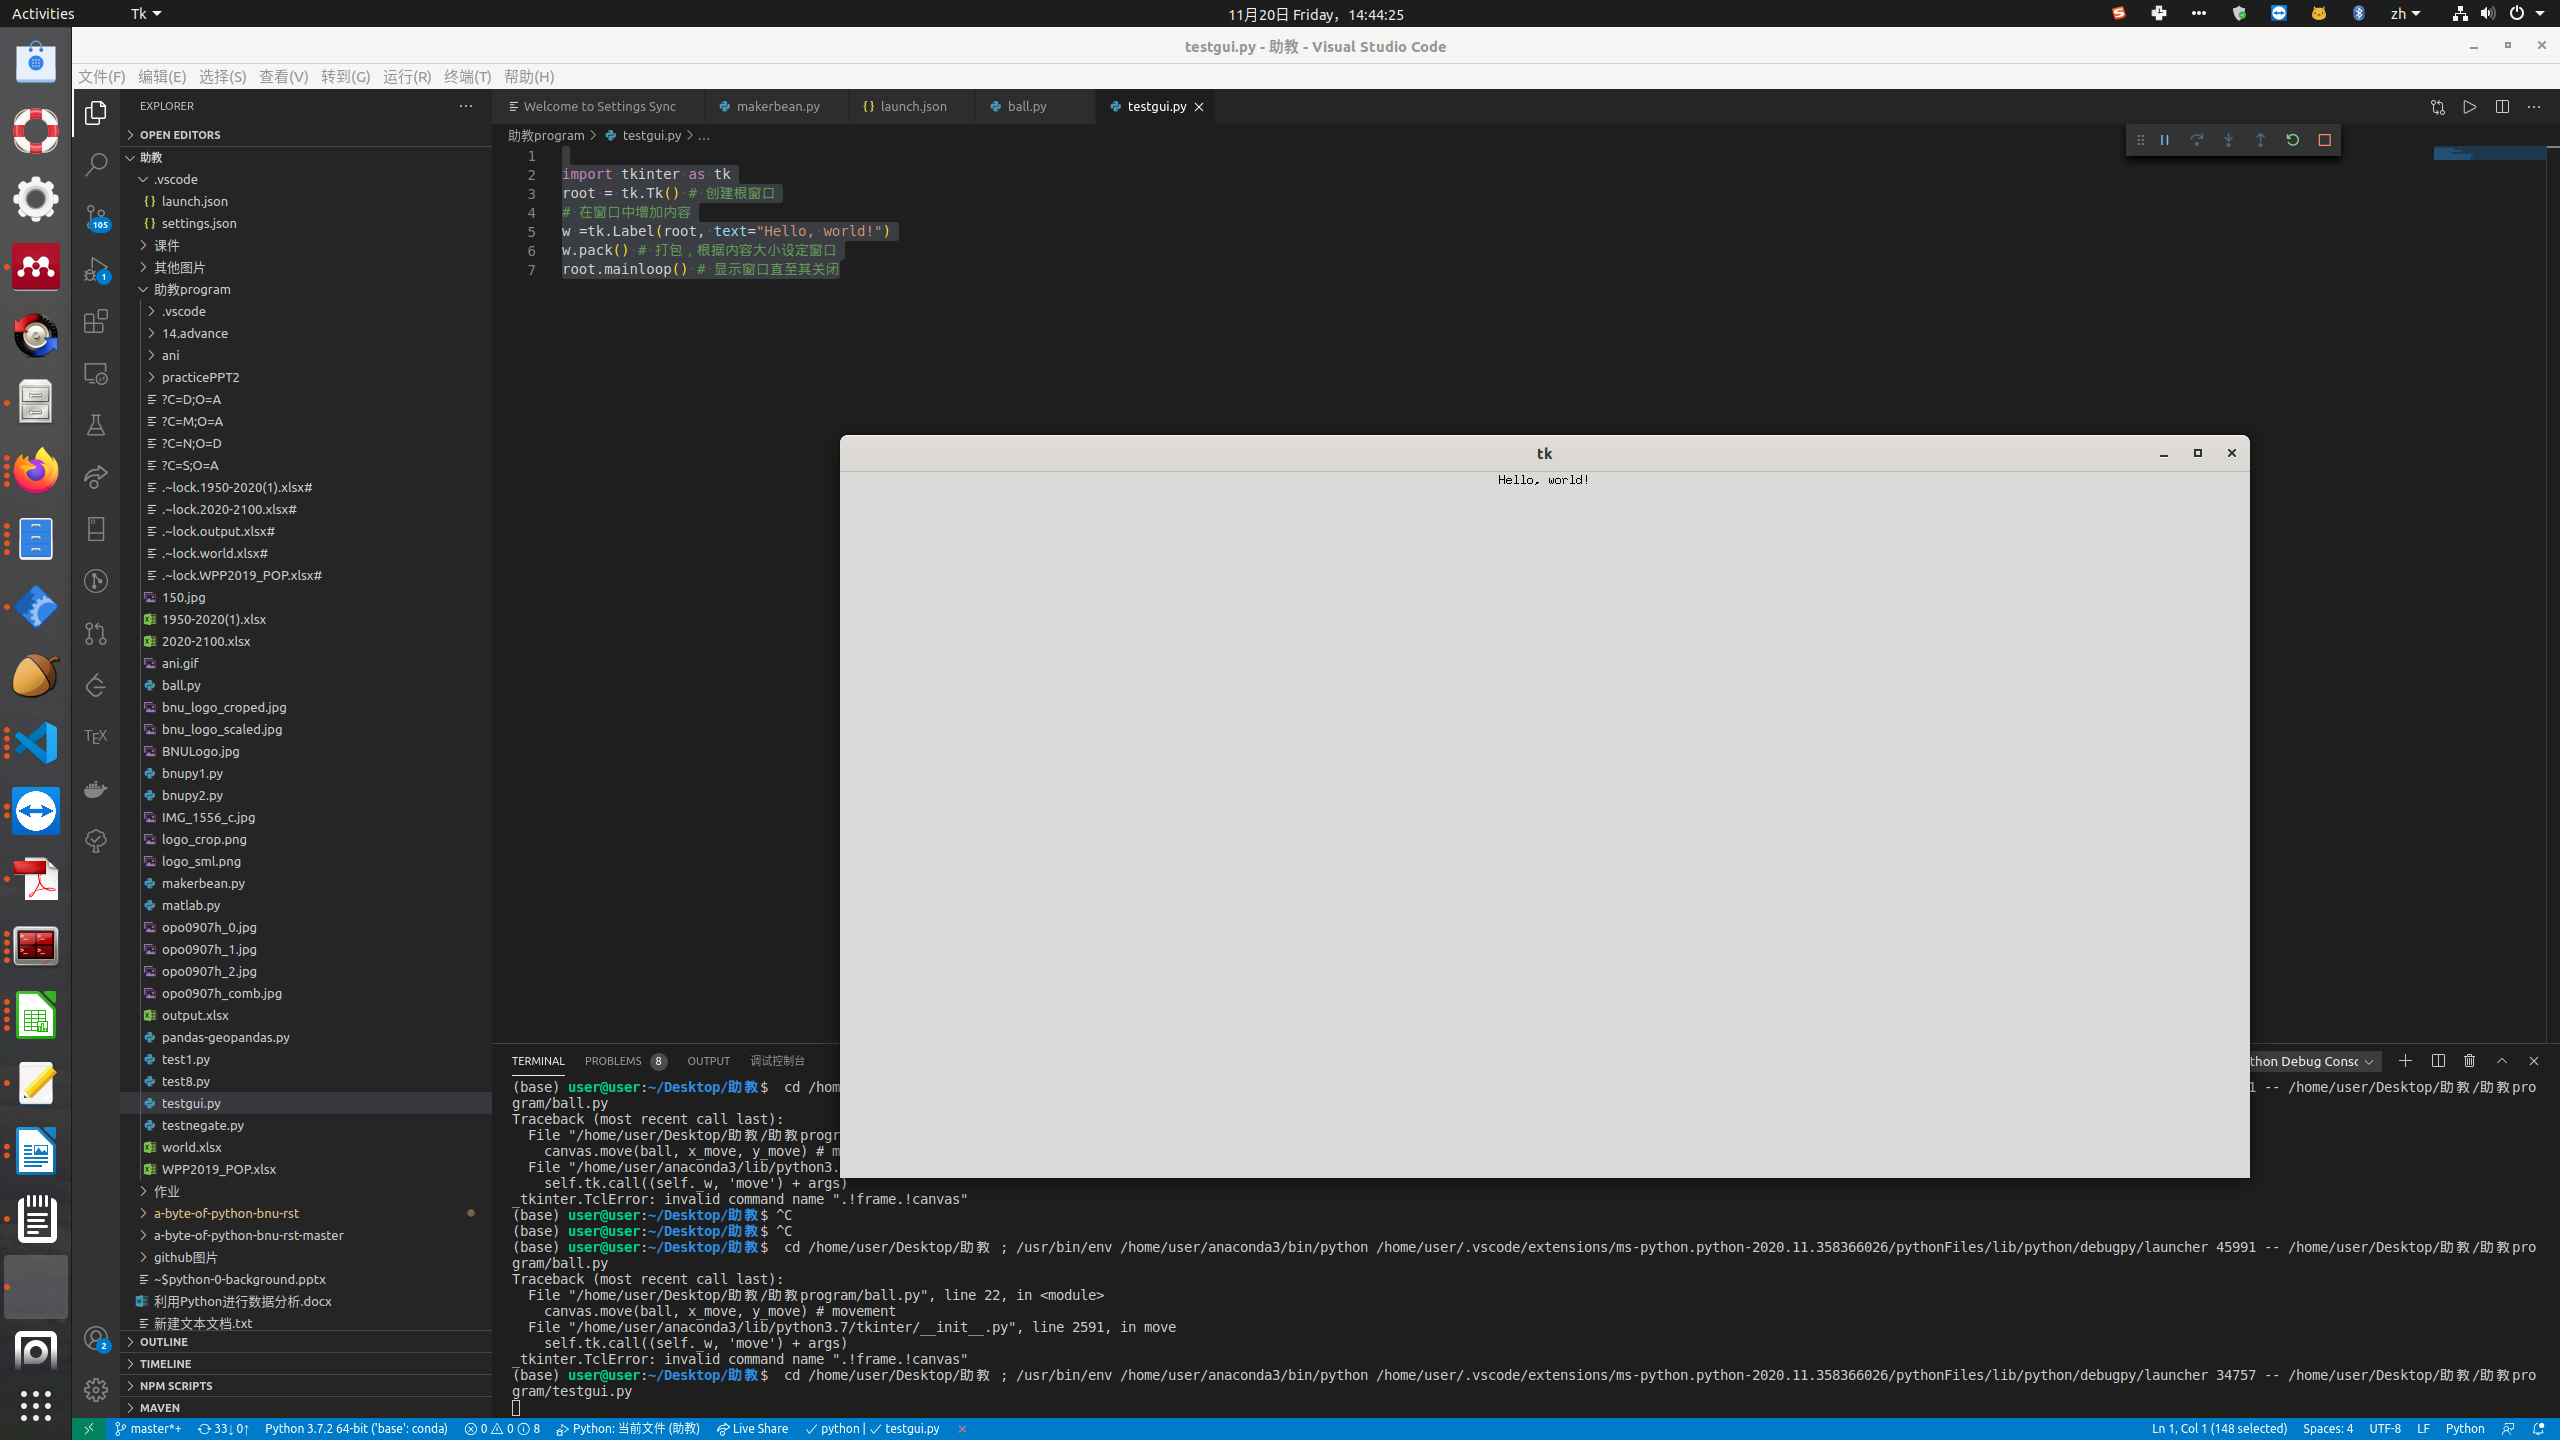 Activities
Tk
11月20日 Friday，14:44:25
zh
testgui.py - 助教 - Visual Studio Code
文件(F) 编辑(E) 选择(S) 查看(V) 转到(G) 运行(R) 终端(T) 帮助(H)
EXPLORER
OPEN EDITORS
助教
.vscode
launch.json
settings.json
课件
其他图片
助教program
.vscode
14.advance
ani
practicePPT2
?C=D;O=A
?C=M;O=A
?C=N;O=D
?C=S;O=A
.~lock.1950-2020(1).xlsx#
.~lock.2020-2100.xlsx#
.~lock.output.xlsx#
.~lock.world.xlsx#
.~lock.WPP2019_POP.xlsx#
150.jpg
1950-2020(1).xlsx
2020-2100.xlsx
ani.gif
ball.py
bnu_logo_croped.jpg
bnu_logo_scaled.jpg
BNULogo.jpg
bnupy1.py
bnupy2.py
IMG_1556_c.jpg
logo_crop.png
logo_sml.png
makerbean.py
matlab.py
opo0907h_0.jpg
opo0907h_1.jpg
opo0907h_2.jpg
opo0907h_comb.jpg
output.xlsx
pandas-geopandas.py
test1.py
test8.py
testgui.py
testnegate.py
world.xlsx
WPP2019_POP.xlsx
作业
a-byte-of-python-bnu-rst
a-byte-of-python-bnu-rst-master
github图片
~$python-0-background.pptx
利用Python进行数据分析.docx
新建文本文档.txt
OUTLINE
TIMELINE
NPM SCRIPTS
MAVEN
105
1
TEX
2
Welcome to Settings Sync
makerbean.py
launch.json
ball.py
testgui.py
助教program > testgui.py > ...
1
2 import tkinter as tk
3 root = tk.Tk() # 创建根窗口
4 # 在窗口中增加内容
5 w =tk.Label(root, text="Hello, world!")
6 w.pack() # 打包，根据内容大小设定窗口
7 root.mainloop() # 显示窗口直至其关闭
tk
Hello, world!
TERMINAL PROBLEMS 8 OUTPUT 调试控制台
thon Debug Consc
(base) user@user:~/Desktop/助教$ cd /hom
1 -- /home/user/Desktop/助教/助教pro
gram/ball.py
Traceback (most recent call last):
File "/home/user/Desktop/助教/助教progr
canvas.move(ball, x_move, y_move) # m
File "/home/user/anaconda3/lib/python3.
self.tk.call((self._w, 'move') + args)
_tkinter.TclError: invalid command name ".!frame.!canvas"
(base) user@user:~/Desktop/助教$ ^C
(base) user@user:~/Desktop/助教$ ^C
(base) user@user:~/Desktop/助教$ cd /home/user/Desktop/助教 ; /usr/bin/env /home/user/anaconda3/bin/python /home/user/.vscode/extensions/ms-python.python-2020.11.358366026/pythonFiles/lib/python/debugpy/launcher 45991 -- /home/user/Desktop/助教/助教pro
gram/ball.py
Traceback (most recent call last):
File "/home/user/Desktop/助教/助教program/ball.py", line 22, in <module>
canvas.move(ball, x_move, y_move) # movement
File "/home/user/anaconda3/lib/python3.7/tkinter/__init__.py", line 2591, in move
self.tk.call((self._w, 'move') + args)
_tkinter.TclError: invalid command name ".!frame.!canvas"
(base) user@user:~/Desktop/助教$ cd /home/user/Desktop/助教 ; /usr/bin/env /home/user/anaconda3/bin/python /home/user/.vscode/extensions/ms-python.python-2020.11.358366026/pythonFiles/lib/python/debugpy/launcher 34757 -- /home/user/Desktop/助教/助教pro
gram/testgui.py
master*+ 33↓ 0↑ Python 3.7.2 64-bit ('base': conda) 0 0 8 Python: 当前文件 (助教) Live Share python | testgui.py
Ln 1, Col 1 (148 selected) Spaces: 4 UTF-8 LF Python